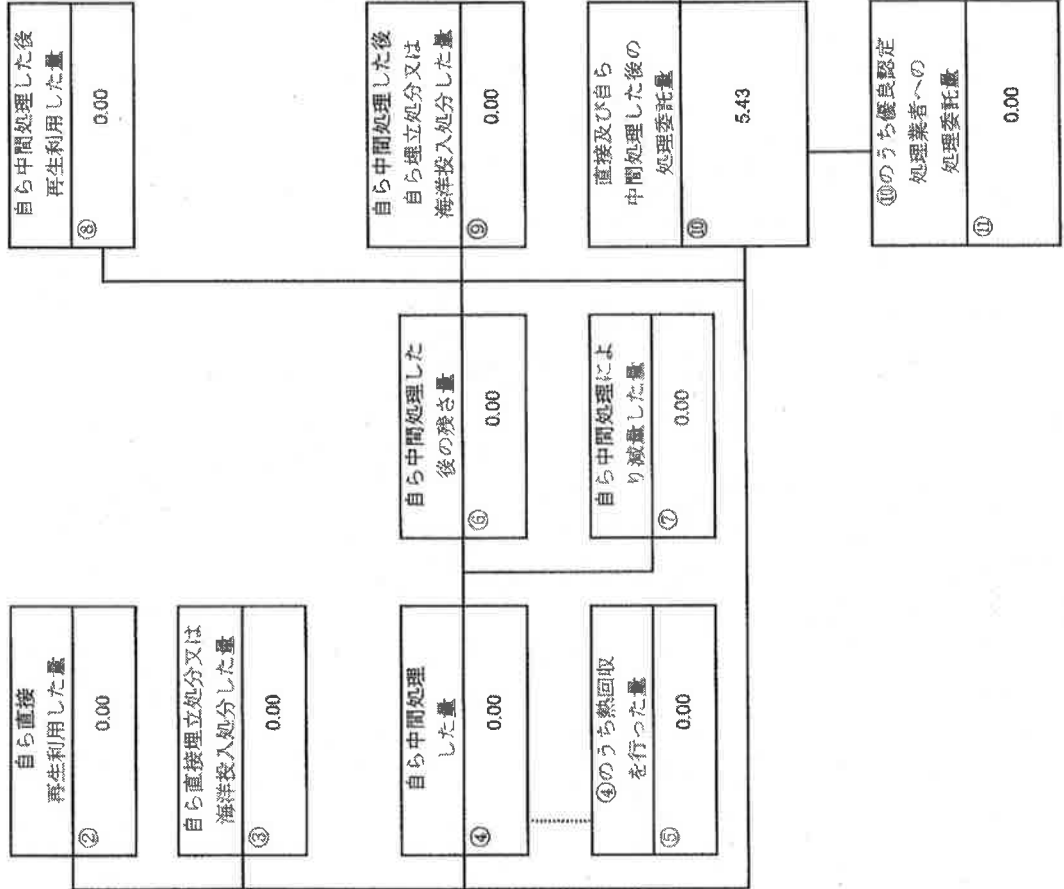 自ら直接
再生利用した量
②
0.00
自ら直接埋立処分又は
海洋投入処分した量
③
0.00
自ら中間処理
した量
④
0.00
④のうち熱回収
を行った量
⑤
0.00
自ら中間処理した
後の残さ量
⑥
0.00
自ら中間処理によ
り減量した量
⑦
0.00
自ら中間処理した後
再生利用した量
⑧
0.00
自ら中間処理した後
自ら埋立処分又は
海洋投入処分した量
⑨
0.00
直接及び自ら
中間処理した後の
処理委託量
⑩
5.43
⑩のうち優良認定
処理業者への
処理委託量
⑪
0.00